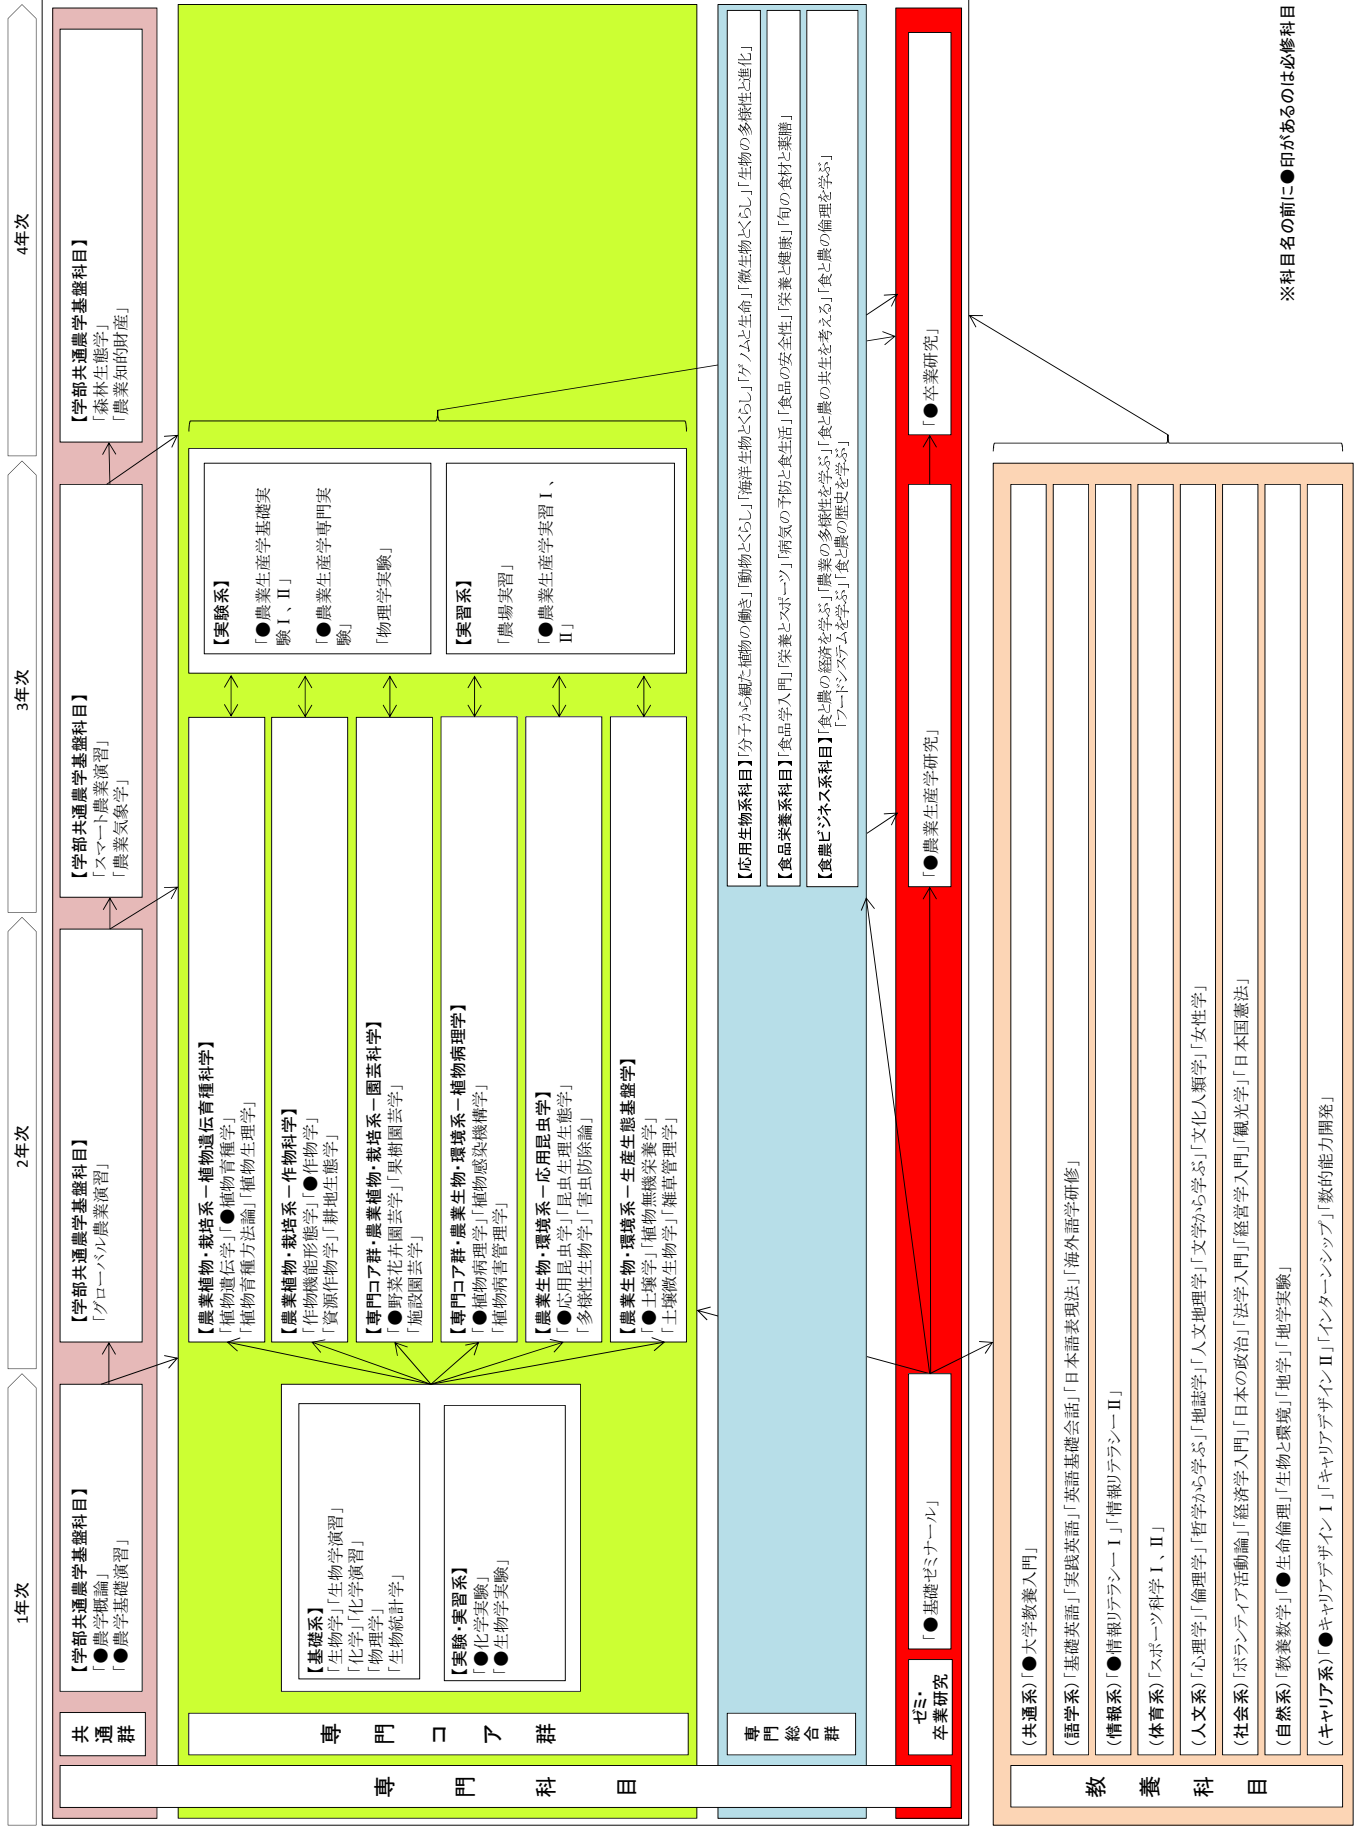 1年次
2年次
3年次
4年次
専門科目
共通群
【学部共通農学基盤科目】
「●農学概論」
「●農学基礎演習」
【学部共通農学基盤科目】
「グローバル農業演習」
【学部共通農学基盤科目】
「スマート農業演習」
「農業気象学」
【学部共通農学基盤科目】
「森林生態学」
「農業知的財産」
専門コア群
【基礎系】
「生物学」「生物学演習」
「化学」「化学演習」
「物理学」
「生物統計学」
【実験・実習系】
「●化学実験」
「●生物学実験」
【農業植物・栽培系－植物遺伝育種科学】
「植物遺伝学」「●植物育種学」
「植物育種方法論」「植物生理学」
【農業植物・栽培系－作物科学】
「作物機能形態学」「●作物学」
「資源作物学」「耕地生態学」
【専門コア群・農業植物・栽培系－園芸科学】
「●野菜花卉園芸学」「果樹園芸学」
「施設園芸学」
【専門コア群・農業生物・環境系－植物病理学】
「●植物病理学」「植物感染機構学」
「植物病害管理学」
【農業生物・環境系－応用昆虫学】
「●応用昆虫学」「昆虫生理生態学」
「多様性生物学」「害虫防除論」
【農業生物・環境系－生産生態基盤学】
「●土壌学」「植物無機栄養学」
「土壌微生物学」「雑草管理学」
【実験系】
「●農業生産学基礎実
験Ⅰ、Ⅱ」
「●農業生産学専門実
験」
「物理学実験」
【実習系】
「農場実習」
「●農業生産学実習Ⅰ、
Ⅱ」
専門
総合
群
【応用生物系科目】「分子から観た植物の働き」「動物とくらし」「海洋生物とくらし」「ゲノムと生命」「微生物とくらし」「生物の多様性と進化」
【食品栄養系科目】「食品学入門」「栄養とスポーツ」「病気の予防と食生活」「食品の安全性」「栄養と健康」「旬の食材と薬膳」
【食農ビジネス系科目】「食と農の経済を学ぶ」「農業の多様性を学ぶ」「食と農の共生を考える」「食と農の倫理を学ぶ」
「フードシステムを学ぶ」「食と農の歴史を学ぶ」
ゼミ・
卒業研究
「●基礎ゼミナール」
「●農業生産学研究」
「●卒業研究」
教養科目
（共通系）「●大学教養入門」
（語学系）「基礎英語」「実践英語」「英語基礎会話」「日本語表現法」「海外語学研修」
（情報系）「●情報リテラシーⅠ」「情報リテラシーⅡ」
（体育系）「スポーツ科学Ⅰ、Ⅱ」
（人文系）「心理学」「倫理学」「哲学から学ぶ」「地誌学」「人文地理学」「文学から学ぶ」「文化人類学」「女性学」
（社会系）「ボランティア活動論」「経済学入門」「日本の政治」「法学入門」「経営学入門」「観光学」「日本国憲法」
（自然系）「教養数学」「●生命倫理」「生物と環境」「地学」「地学実験」
（キャリア系）「●キャリアデザインⅠ」「キャリアデザインⅡ」「インターンシップ」「数的能力開発」
※科目名の前に●印があるのは必修科目